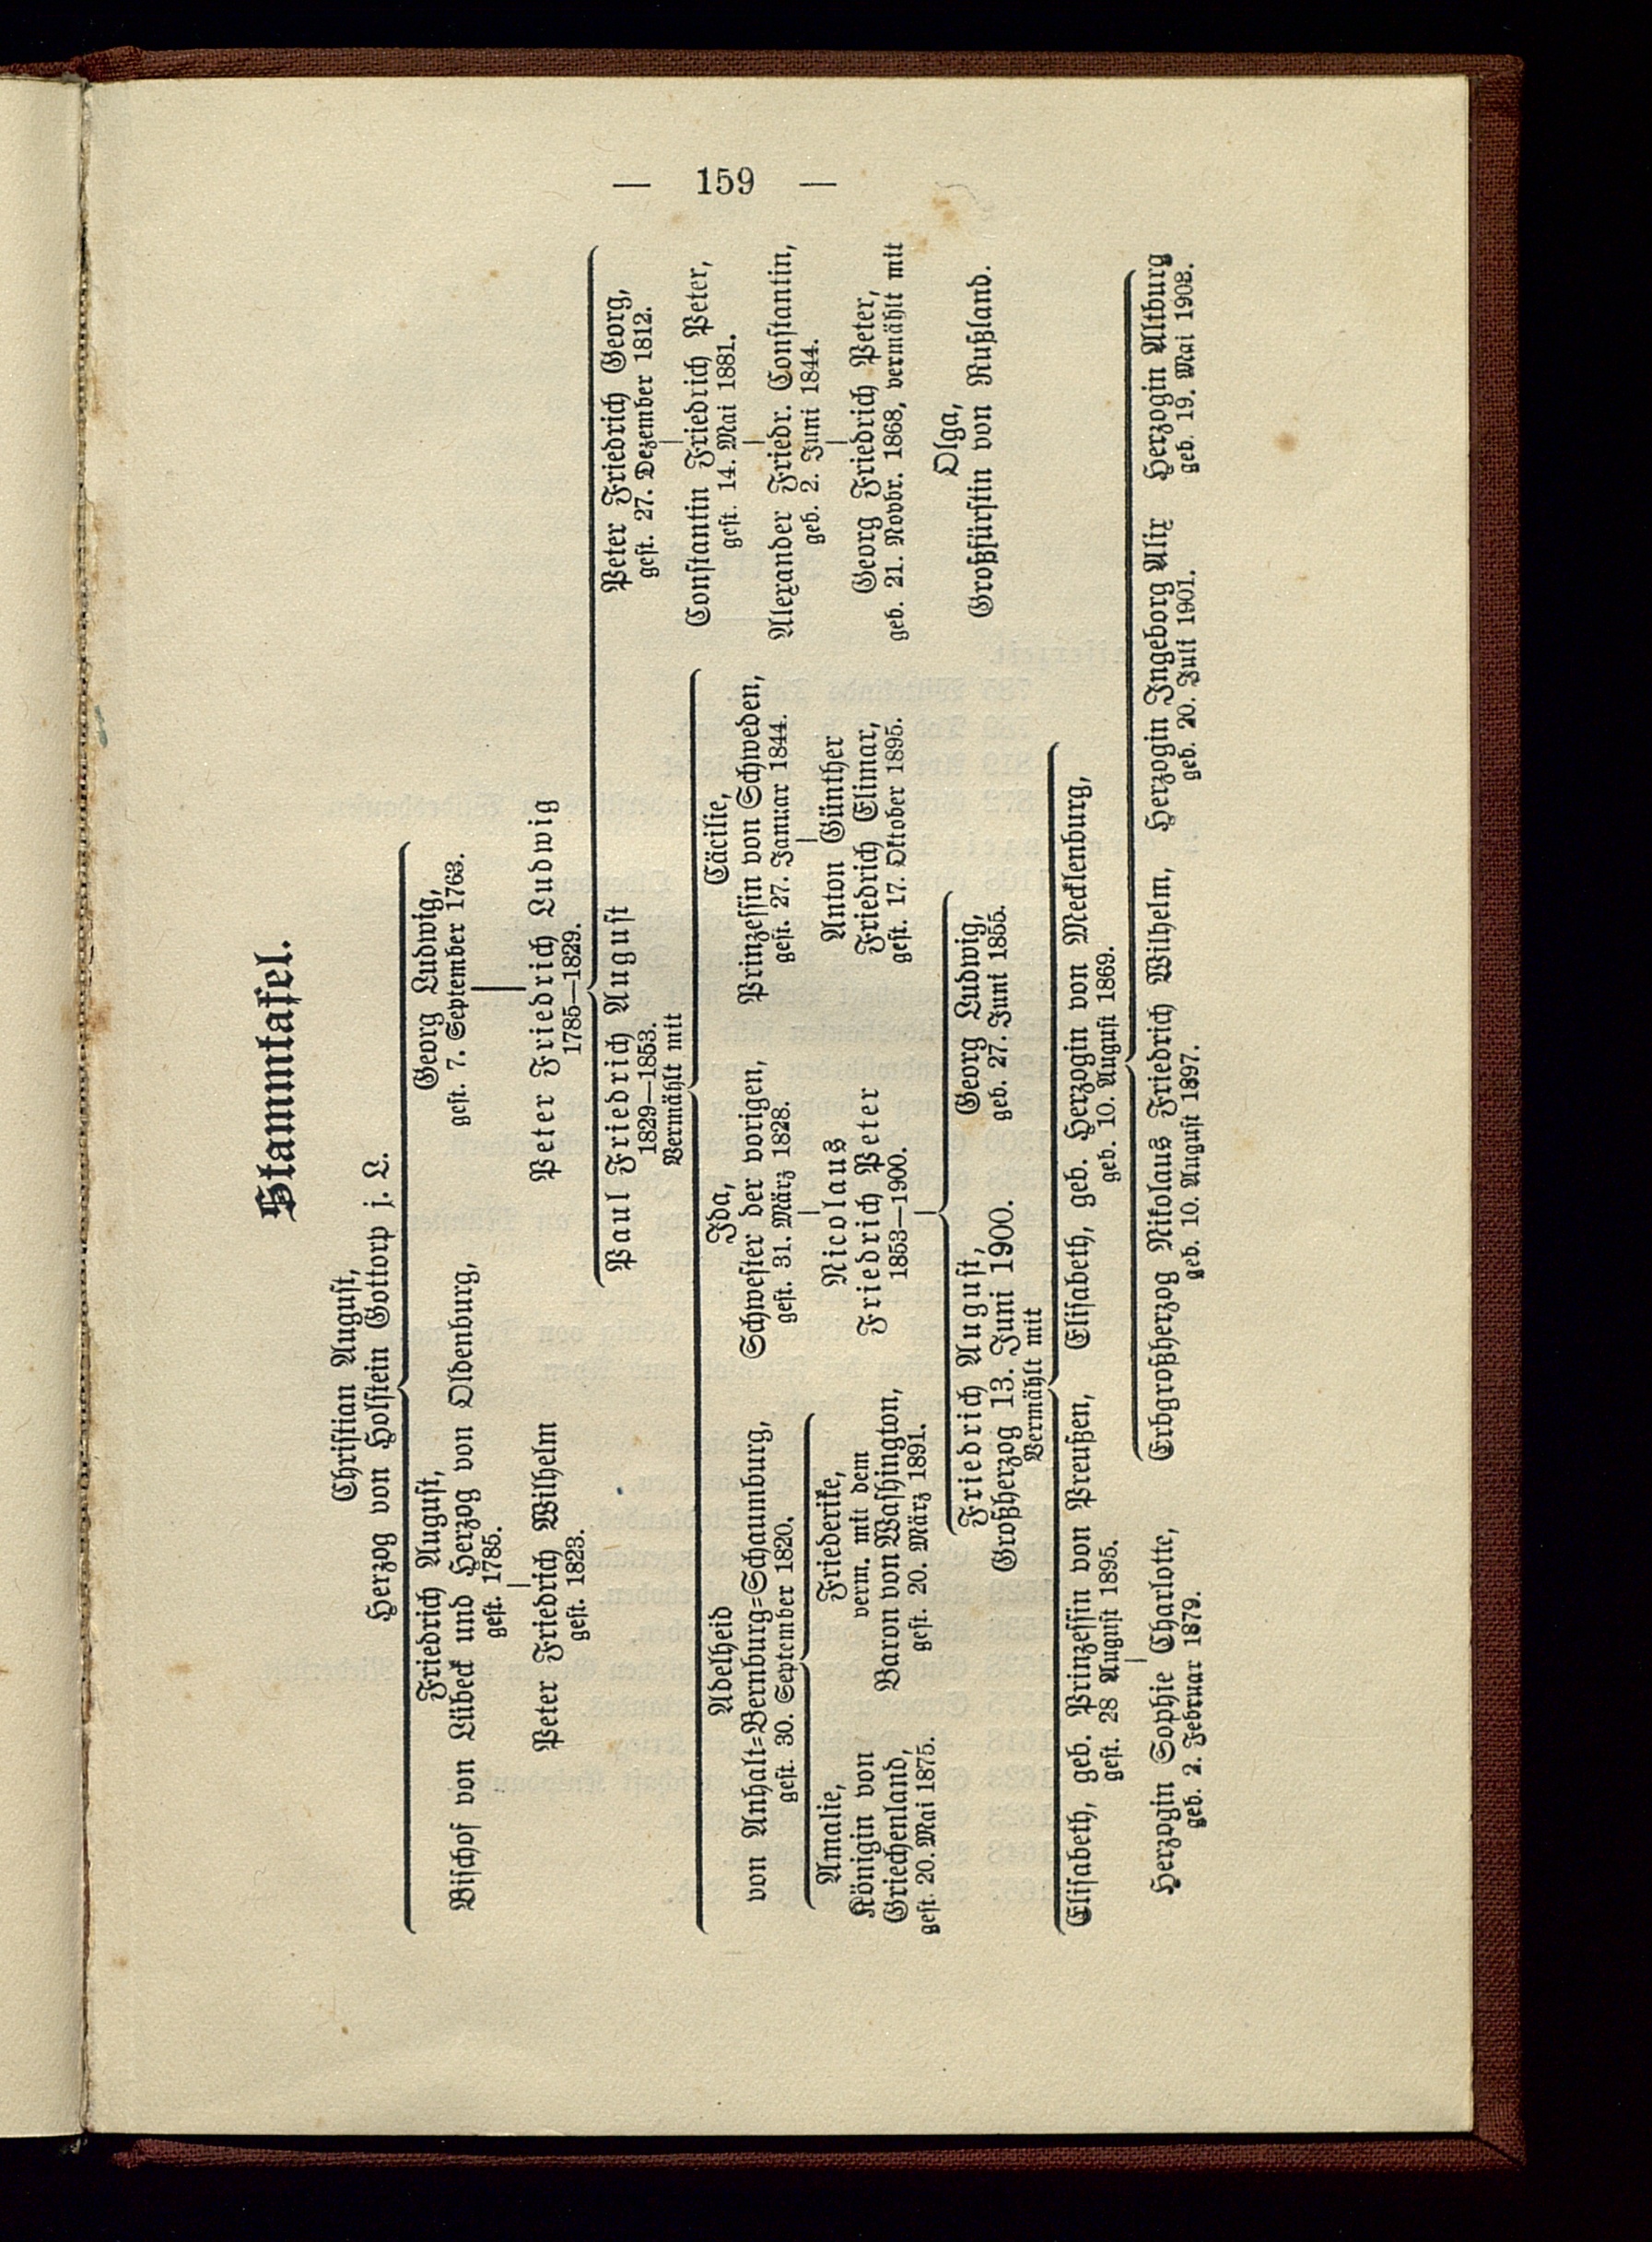 — 159 —
Stammtafel.
Christian August,
Herzog von Holstein Gottorp j. L.
Friedrich August,
Bischof von Lübeck und Herzog von Oldenburg,
gest. 1785.
Peter Friedrich Wilhelm
gest. 1823.
Georg Ludwig,
gest. 7. September 1763.
Peter Friedrich Ludwig
1785—1829.
Paul Friedrich August
1829—1853.
Vermählt mit
Peter Friedrich Georg,
gest. 27. Dezember 1812.
Constantin Friedrich Peter,
gest. 14. Mai 1881.
Alexander Friedr. Constantin,
geb. 2. Juni 1844.
Georg Friedrich Peter,
geb. 21. Novbr. 1868, vermählt mit
Olga,
Großfürstin von Rußland.
Adelheid
von Anhalt=Bernburg=Schaumburg,
gest. 30. September 1820.
Amalie,
Königin von
Griechenland,
gest. 20. Mai 1875.
Friederike,
verm. mit dem
Baron von Washington,
gest. 20. März 1891.
Ida,
Schwester der vorigen,
gest. 31. März 1828.
Nicolaus
Friedrich Peter
1853—1900.
Cäcilie,
Prinzessin von Schweden,
gest. 27. Januar 1844.
Anton Günther
Friedrich Elimar,
gest. 17. Oktober 1895.
Friedrich August,
Großherzog 13. Juni 1900.
Vermählt mit
Georg Ludwig,
geb. 27. Juni 1855.
Elisabeth, geb. Prinzessin von Preußen,
gest. 28 August 1895.
Herzogin Sophie Charlotte,
geb. 2. Februar 1879.
Elisabeth, geb. Herzogin von Mecklenburg,
geb. 10. August 1869.
Erbgroßherzog Nikolaus Friedrich Wilhelm,
geb. 10. August 1897.
Herzogin Ingeborg Alix
geb. 20. Juli 1901.
Herzogin Altburg
geb. 19. Mai 1903.